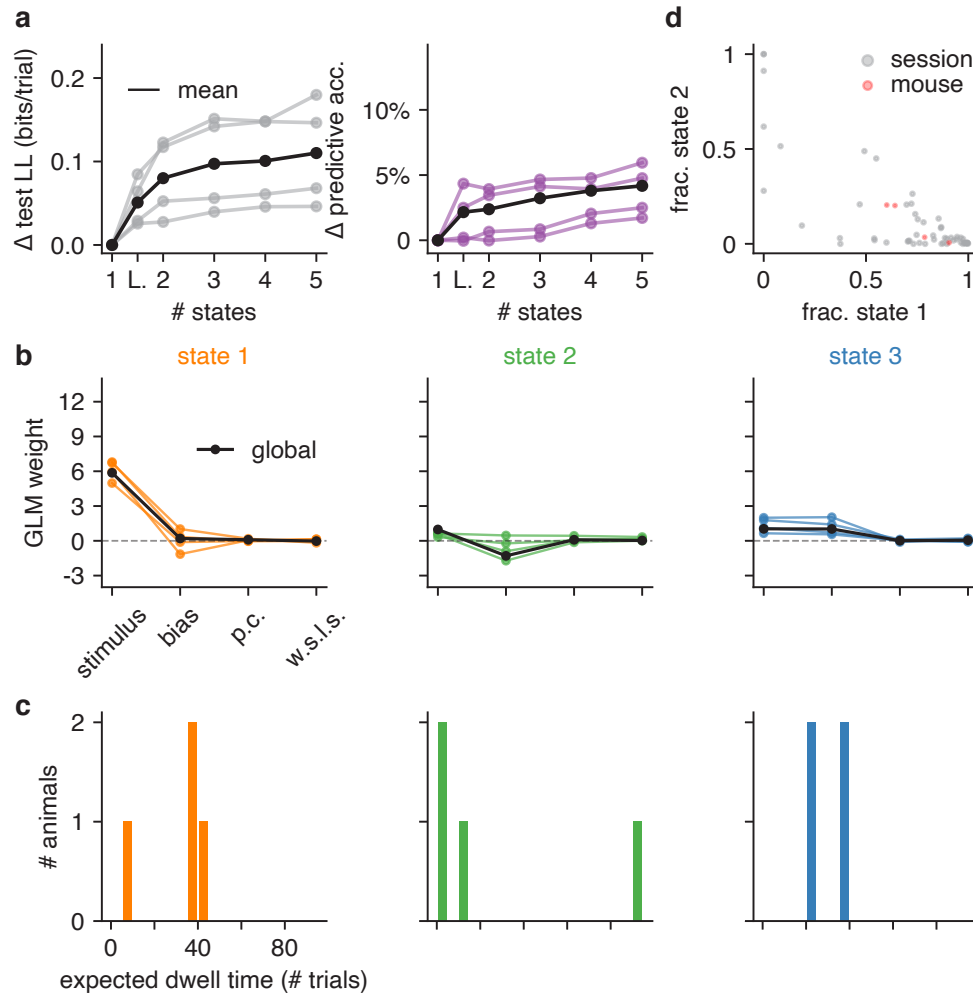 a
Δ test LL (bits/trial)
0.2
0.1
0.0
mean
1 L. 2 3 4 5
# states
Δ predictive acc.
10%
5%
0
1 L. 2 3 4 5
# states
d
frac. state 2
1
0.5
0
session
mouse
0 0.5 1
frac. state 1
b
state 1
state 2
state 3
GLM weight
12
9
6
3
0
-3
global
stimulus
bias
p.c.
w.s.l.s.
c
# animals
2
1
0
0 40 80
expected dwell time (# trials)